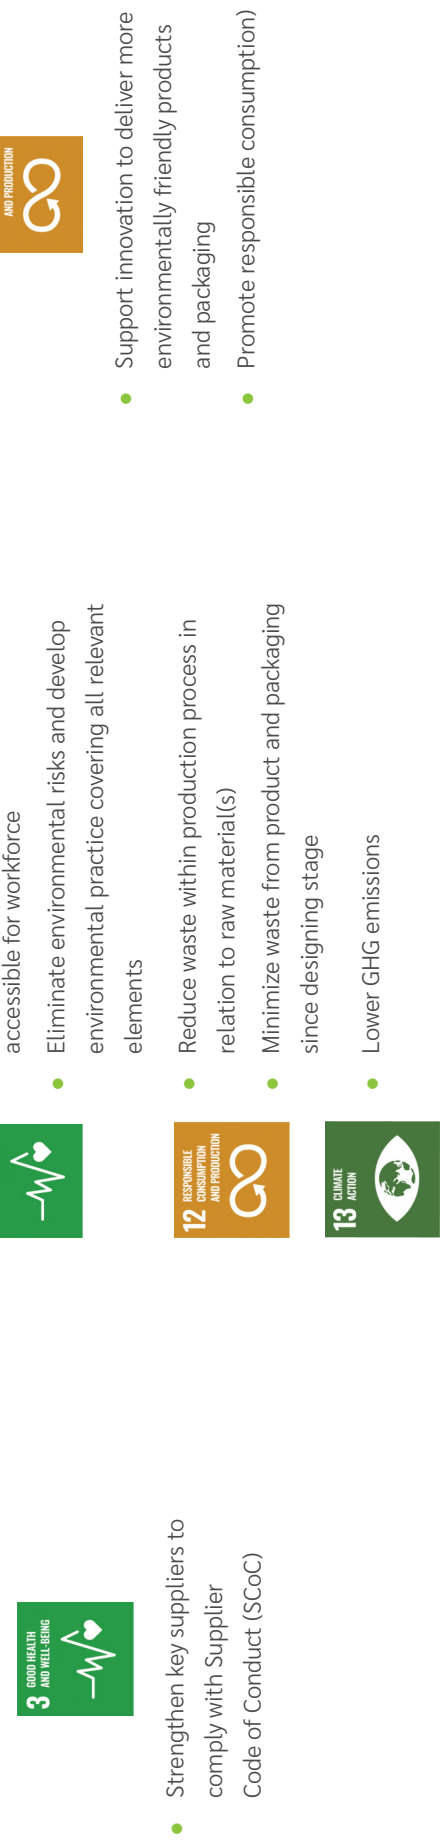 3 GOOD HEALTH
AND WELL-BEING
Strengthen key suppliers to
comply with Supplier
Code of Conduct (SCoC)
accessible for workforce
Eliminate environmental risks and develop
environmental practice covering all relevant
elements
12 RESPONSIBLE
CONSUMPTION
AND PRODUCTION
Reduce waste within production process in
relation to raw material(s)
Minimize waste from product and packaging
since designing stage
13 CLIMATE
ACTION
Lower GHG emissions
AND PRODUCTION
Support innovation to deliver more
environmentally friendly products
and packaging
Promote responsible consumption)